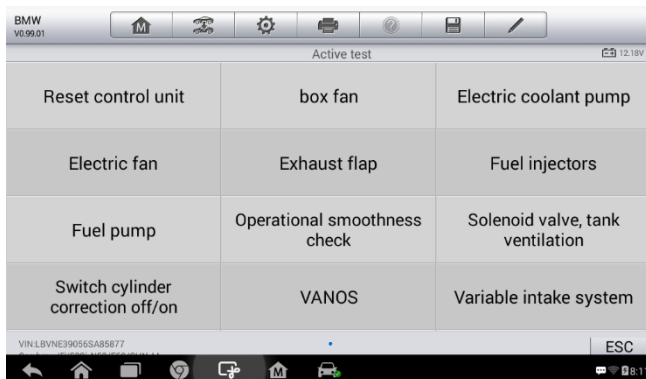 BMW
V0.99.01
Active test
12.18V
Reset control unit
box fan
Electric coolant pump
Electric fan
Exhaust flap
Fuel injectors
Fuel pump
Operational smoothness
check
Solenoid valve, tank
ventilation
Switch cylinder
correction off/on
VANOS
Variable intake system
VIN:LBVNE39056SA85877
ESC